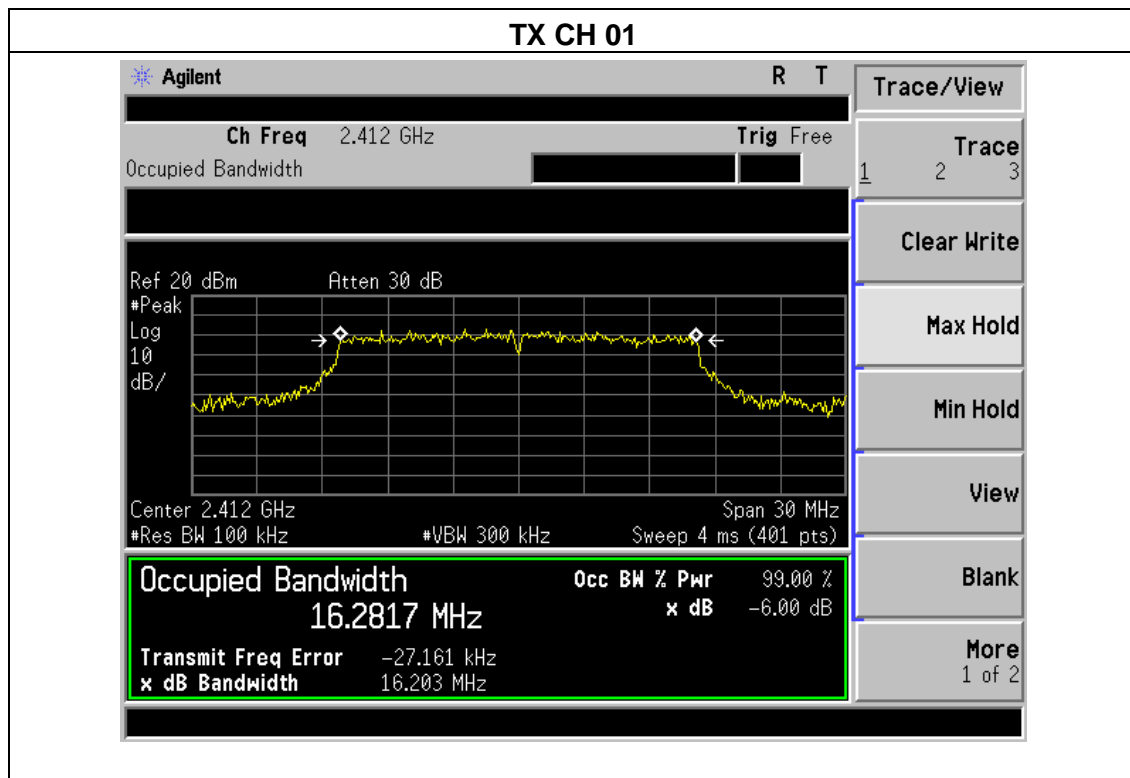 TX CH 01
Agilent R T
Ch Freq 2.412 GHz Trig Free
Occupied Bandwidth
Ref 20 dBm Atten 30 dB
#Peak
Log
10
dB/
Center 2.412 GHz Span 30 MHz
#Res BW 100 kHz #VBW 300 kHz Sweep 4 ms (401 pts)
Occupied Bandwidth Occ BW % Pwr 99.00 %
16.2817 MHz x dB -6.00 dB
Transmit Freq Error -27.161 kHz
x dB Bandwidth 16.203 MHz
Trace/View
Trace
1 2 3
Clear Write
Max Hold
Min Hold
View
Blank
More
1 of 2